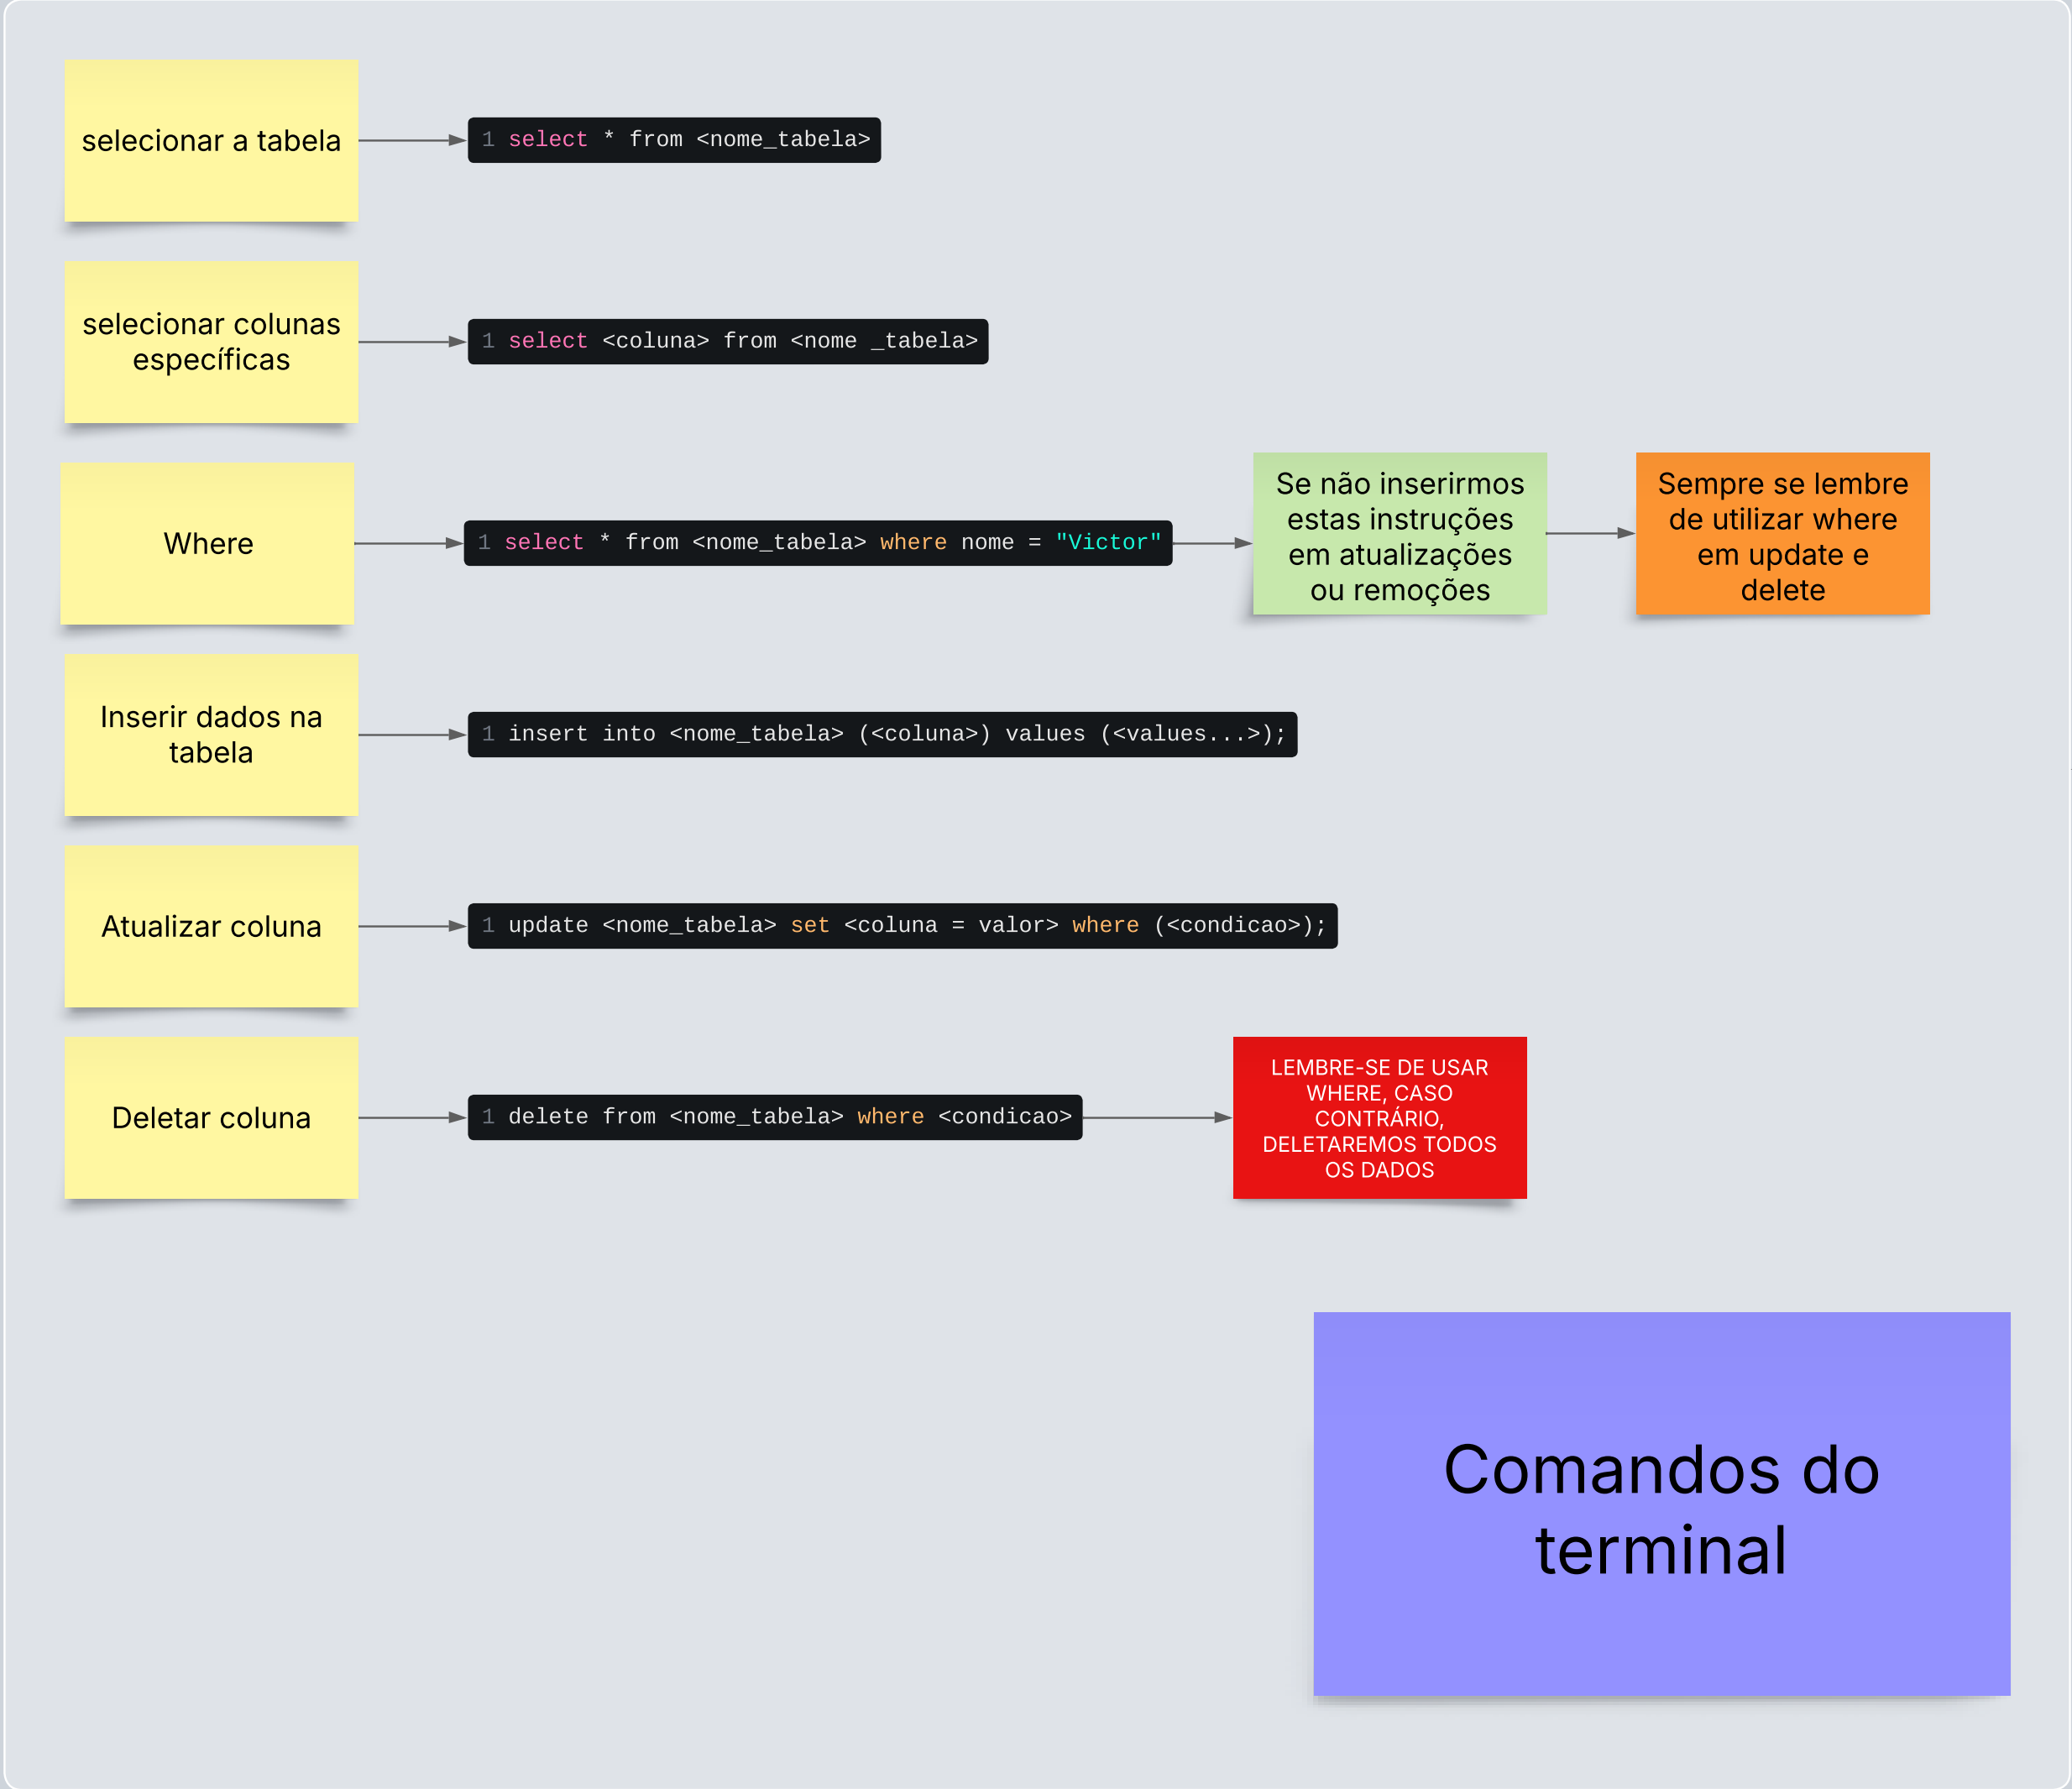 selecionar a tabela
1 select * from <nome_tabela>
selecionar colunas
específicas
1 select <coluna> from <nome _tabela>
Where
1 select * from <nome_tabela> where nome = "Victor"
Se não inserirmos
estas instruções
em atualizações
ou remoções
Sempre se lembre
de utilizar where
em update e
delete
Inserir dados na
tabela
1 insert into <nome_tabela> (<coluna>) values (<values...>);
Atualizar coluna
1 update <nome_tabela> set <coluna = valor> where (<condicao>);
Deletar coluna
1 delete from <nome_tabela> where <condicao>
LEMBRE-SE DE USAR
WHERE, CASO
CONTRÁRIO,
DELETAREMOS TODOS
OS DADOS
Comandos do
terminal